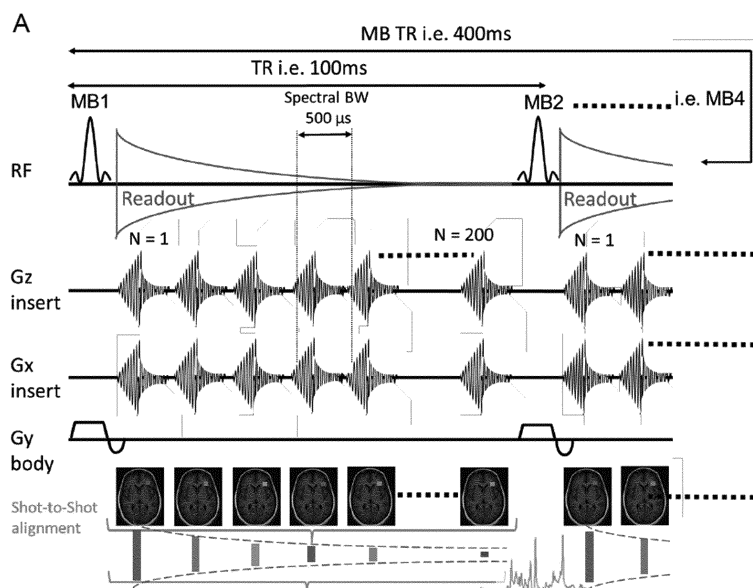 A
MB TR i.e. 400ms
TR i.e. 100ms
MB1
Spectral BW
500 µs
MB2
i.e. MB4
RF
Readout
Readout
N = 1
N = 200
N = 1
Gz
insert
Gx
insert
Gy
body
Shot-to-Shot
alignment